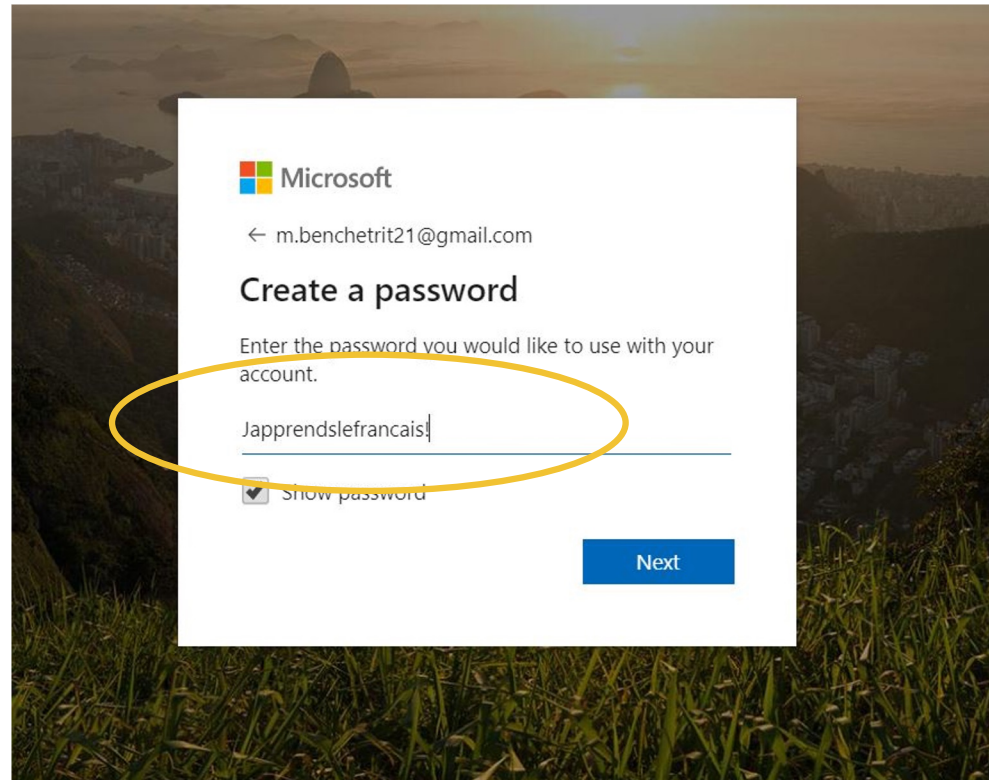 Microsoft
← m.benchetrit21@gmail.com
Create a password
Enter the password you would like to use with your
account.
Japprendslefrancais!
Show password
Next